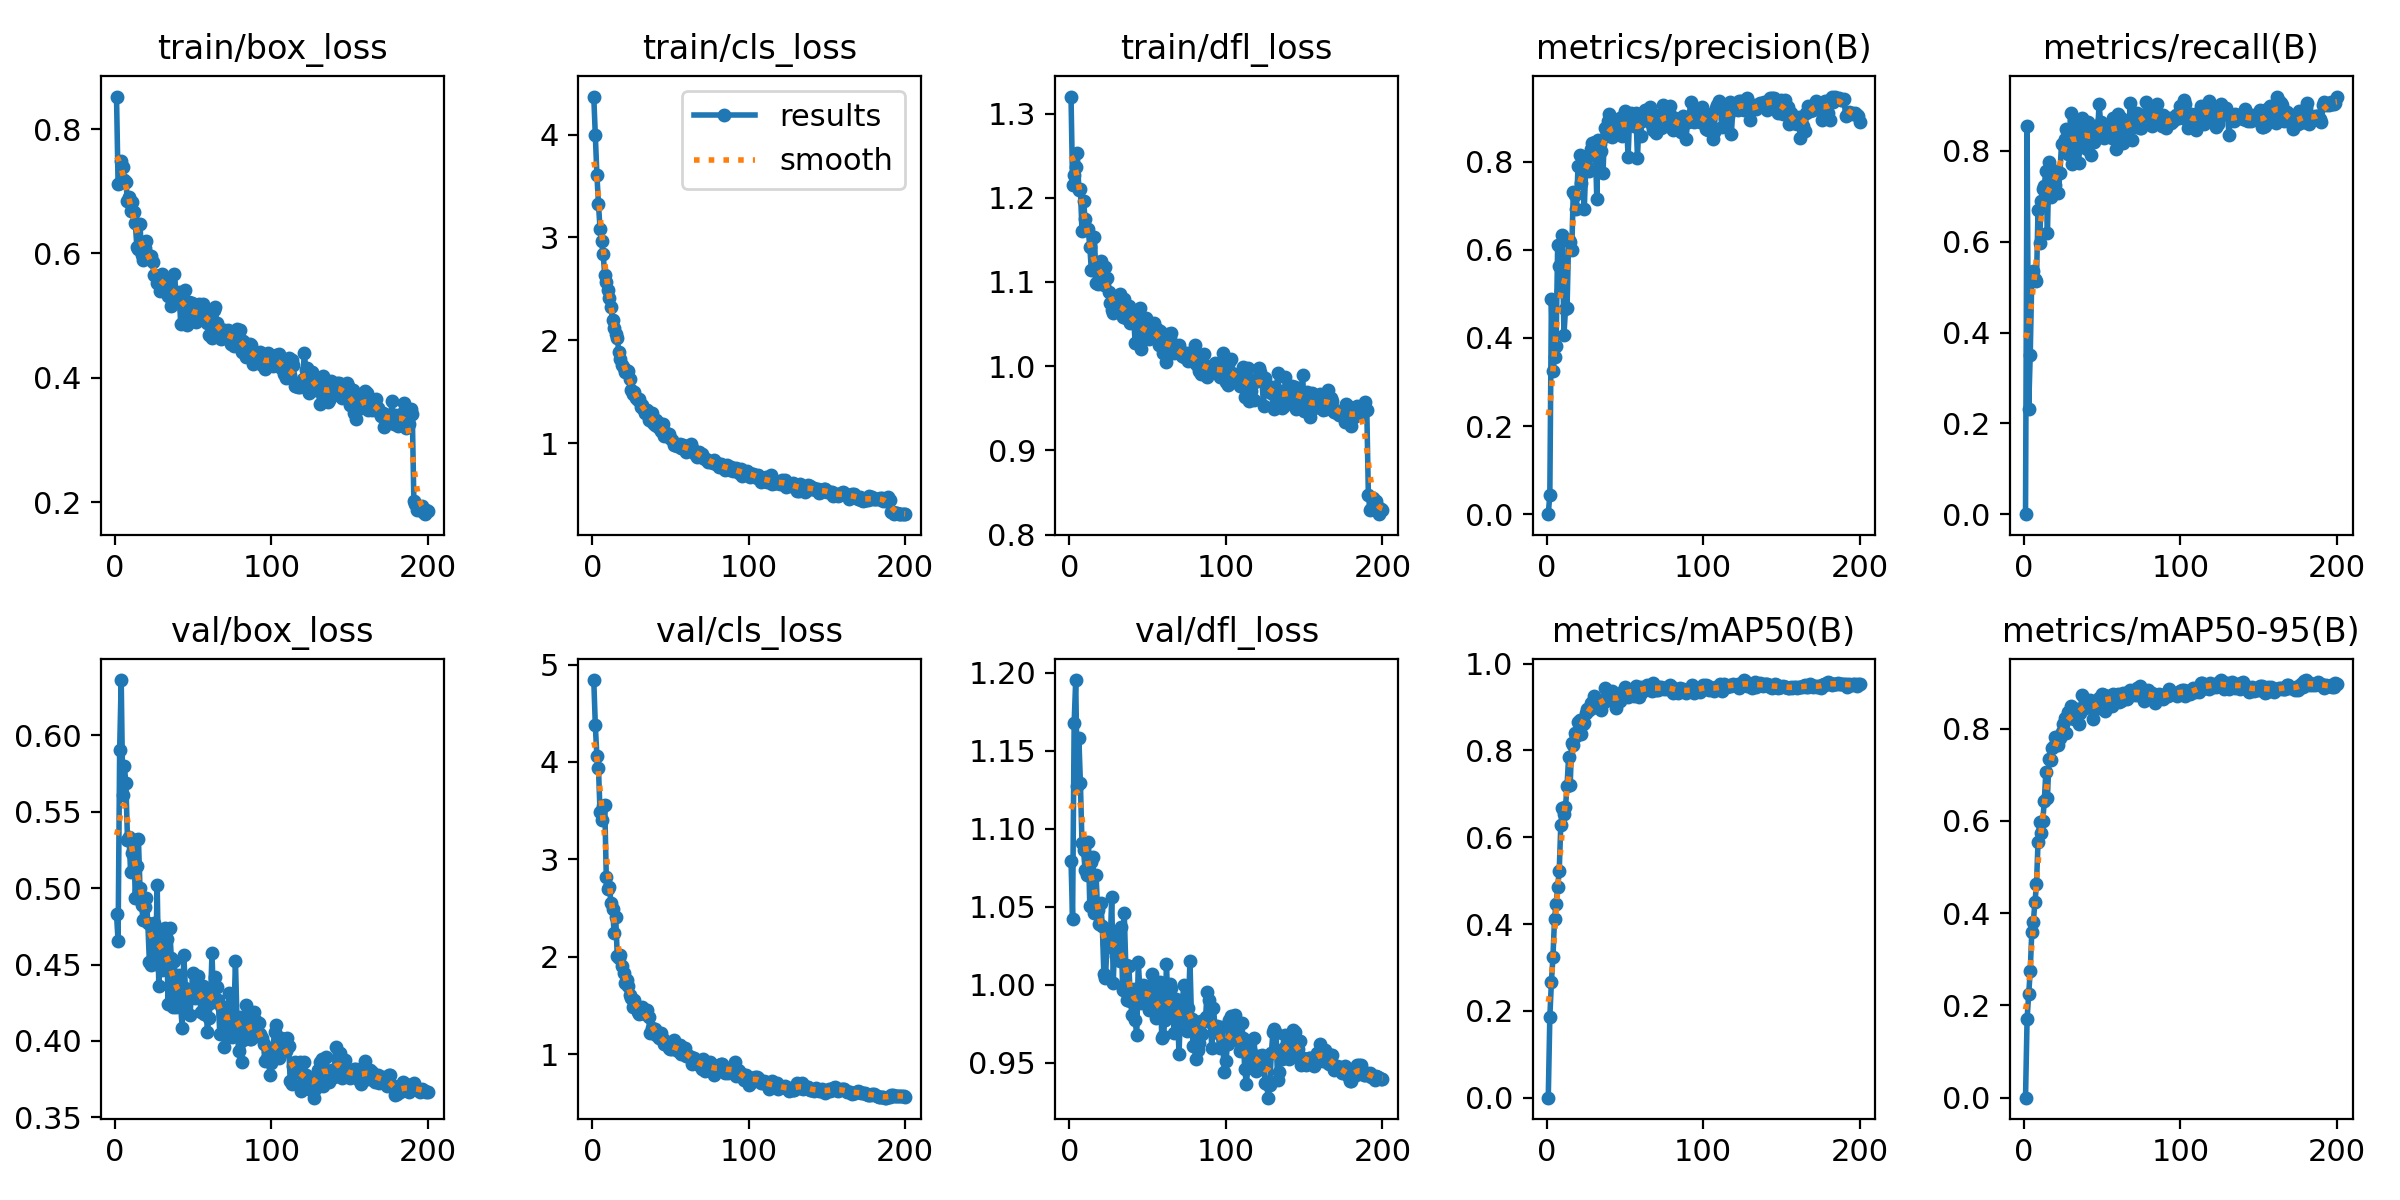 train/box_loss
0.8
0.6
0.4
0.2
0 100 200
train/cls_loss
results
smooth
4
3
2
1
0 100 200
train/dfl_loss
1.3
1.2
1.1
1.0
0.9
0.8
0 100 200
metrics/precision(B)
0.8
0.6
0.4
0.2
0.0
0 100 200
metrics/recall(B)
0.8
0.6
0.4
0.2
0.0
0 100 200
val/box_loss
0.60
0.55
0.50
0.45
0.40
0.35
0 100 200
val/cls_loss
5
4
3
2
1
0 100 200
val/dfl_loss
1.20
1.15
1.10
1.05
1.00
0.95
0 100 200
metrics/mAP50(B)
1.0
0.8
0.6
0.4
0.2
0.0
0 100 200
metrics/mAP50-95(B)
0.8
0.6
0.4
0.2
0.0
0 100 200